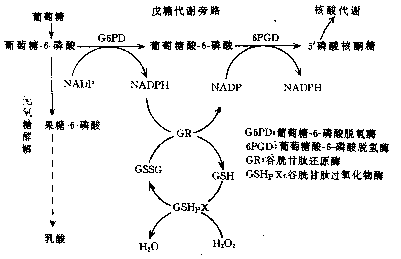 葡萄糖 戊糖代谢旁路 核酸代谢
葡萄糖-6-磷酸 G6PD 葡萄糖酸-6-磷酸 6PGD 5'磷酸核酮糖
NADP NADPH NADP NADPH
无氧糖酵解
果糖-6-磷酸
GR
GSSG GSH
GSHpX
乳酸
H₂O H₂O₂
G6PD:葡萄糖-6-磷酸脱氢酶
6PGD:葡萄糖酸-6-磷酸脱氢酶
GR:谷胱甘肽还原酶
GSHpX:谷胱甘肽过氧化物酶